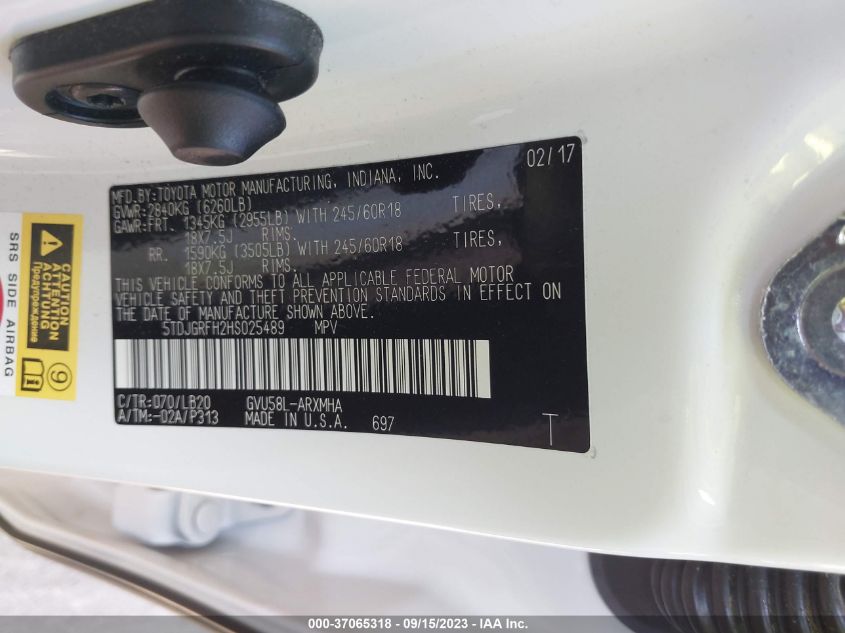 02/17
MFD.BY:TOYOTA MOTOR MANUFACTURING, INDIANA, INC.
GVWR:2840KG (6260LB)
GAWR:FRT. 1345KG (2955LB) WITH 245/60R18 TIRES,
18X7.5J RIMS.
RR. 1590KG (3505LB) WITH 245/60R18 TIRES,
18X7.5J RIMS.
THIS VEHICLE CONFORMS TO ALL APPLICABLE FEDERAL MOTOR
VEHICLE SAFETY AND THEFT PREVENTION STANDARDS IN EFFECT ON
THE DATE OF MANUFACTURE SHOWN ABOVE.
5TDJGRFH2HS025489 MPV
C/TR:070/LB20 GVU58L-ARXMHA
A/TM:-02A/P313 MADE IN U.S.A. 697
T
SRS SIDE AIRBAG
CAUTION
ATTENTION
ACHTUNG
Предупреждение
9
000-37065318 - 09/15/2023 - IAA Inc.